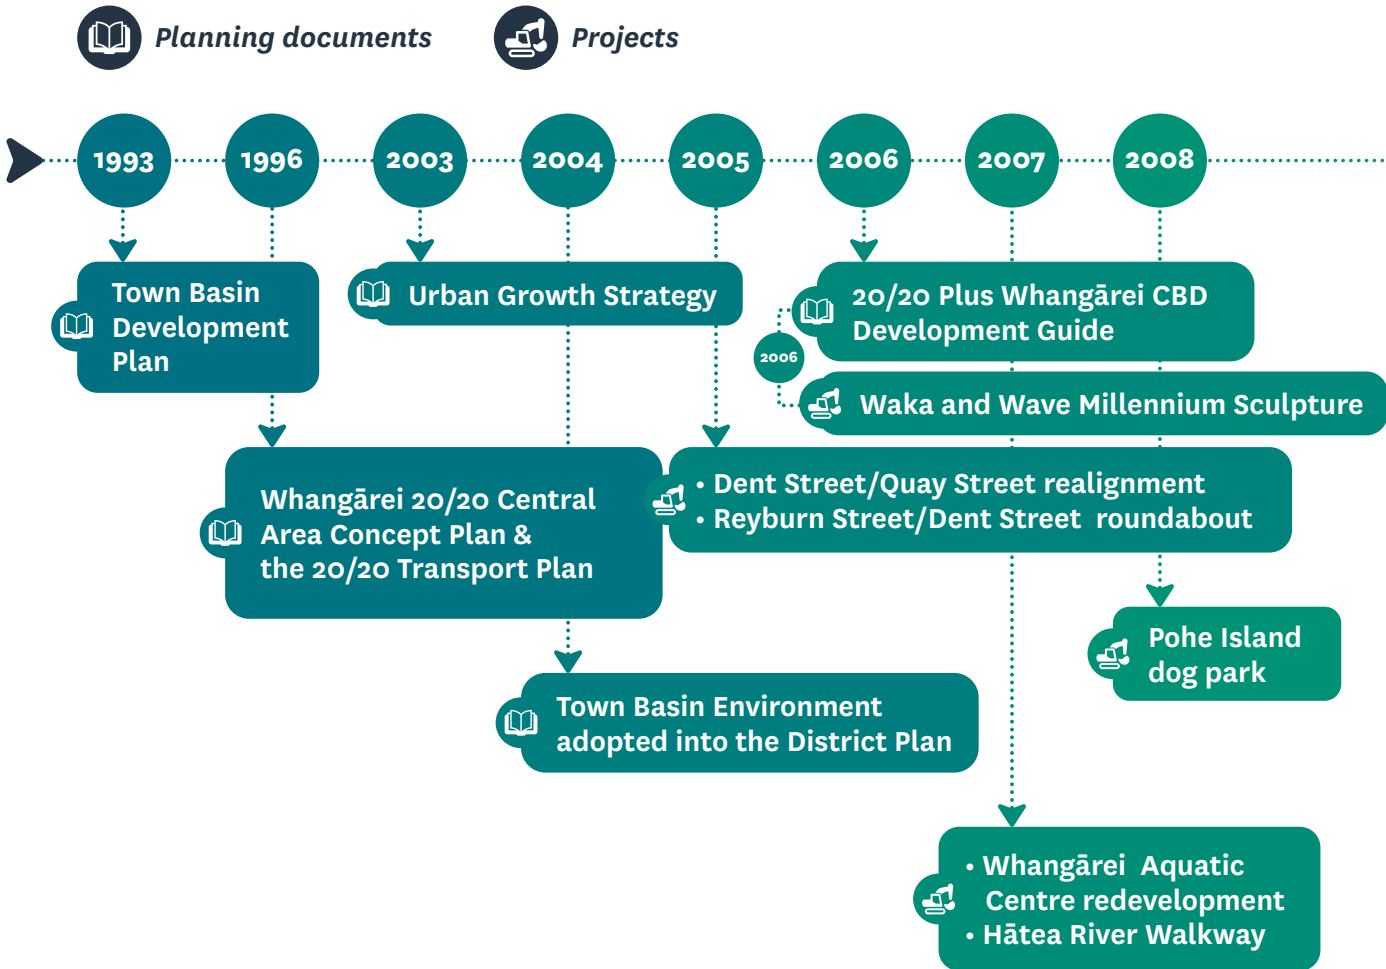 Planning documents
Projects
1993
1996
2003
2004
2005
2006
2007
2008
Town Basin
Development
Plan
Urban Growth Strategy
20/20 Plus Whangārei CBD
Development Guide
2006
Waka and Wave Millennium Sculpture
Whangārei 20/20 Central
Area Concept Plan &
the 20/20 Transport Plan
• Dent Street/Quay Street realignment
• Reyburn Street/Dent Street roundabout
Pohe Island
dog park
Town Basin Environment
adopted into the District Plan
• Whangārei Aquatic
Centre redevelopment
• Hātea River Walkway